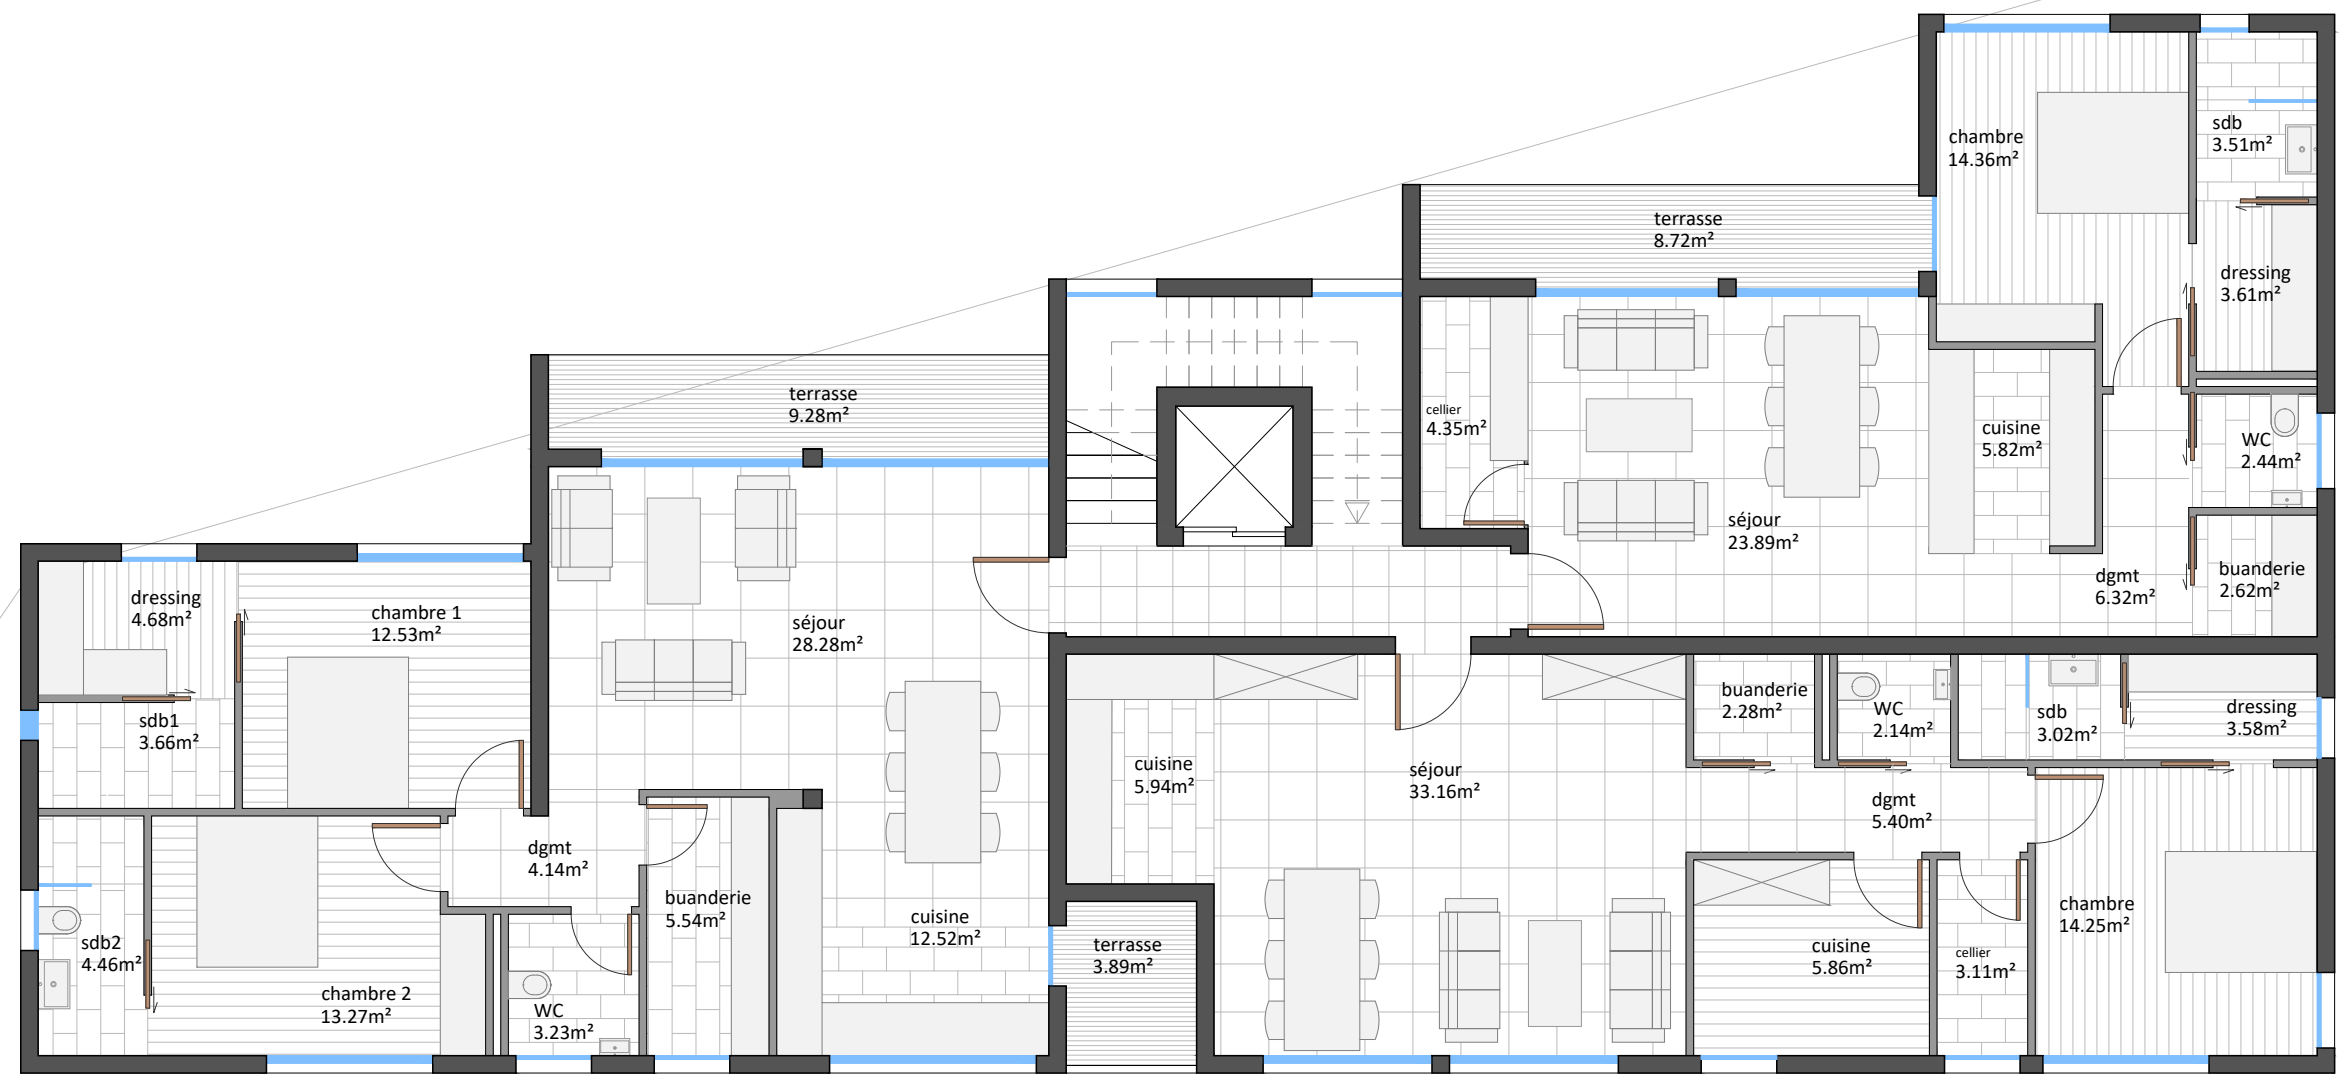 chambre
14.36m²
sdb
3.51m²
terrasse
8.72m²
dressing
3.61m²
terrasse
9.28m²
cellier
4.35m²
cuisine
5.82m²
WC
2.44m²
séjour
23.89m²
dgmt
6.32m²
buanderie
2.62m²
dressing
4.68m²
chambre 1
12.53m²
séjour
28.28m²
sdb1
3.66m²
buanderie
2.28m²
WC
2.14m²
sdb
3.02m²
dressing
3.58m²
cuisine
5.94m²
séjour
33.16m²
dgmt
5.40m²
dgmt
4.14m²
buanderie
5.54m²
cuisine
12.52m²
terrasse
3.89m²
sdb2
4.46m²
chambre 2
13.27m²
WC
3.23m²
cuisine
5.86m²
cellier
3.11m²
chambre
14.25m²